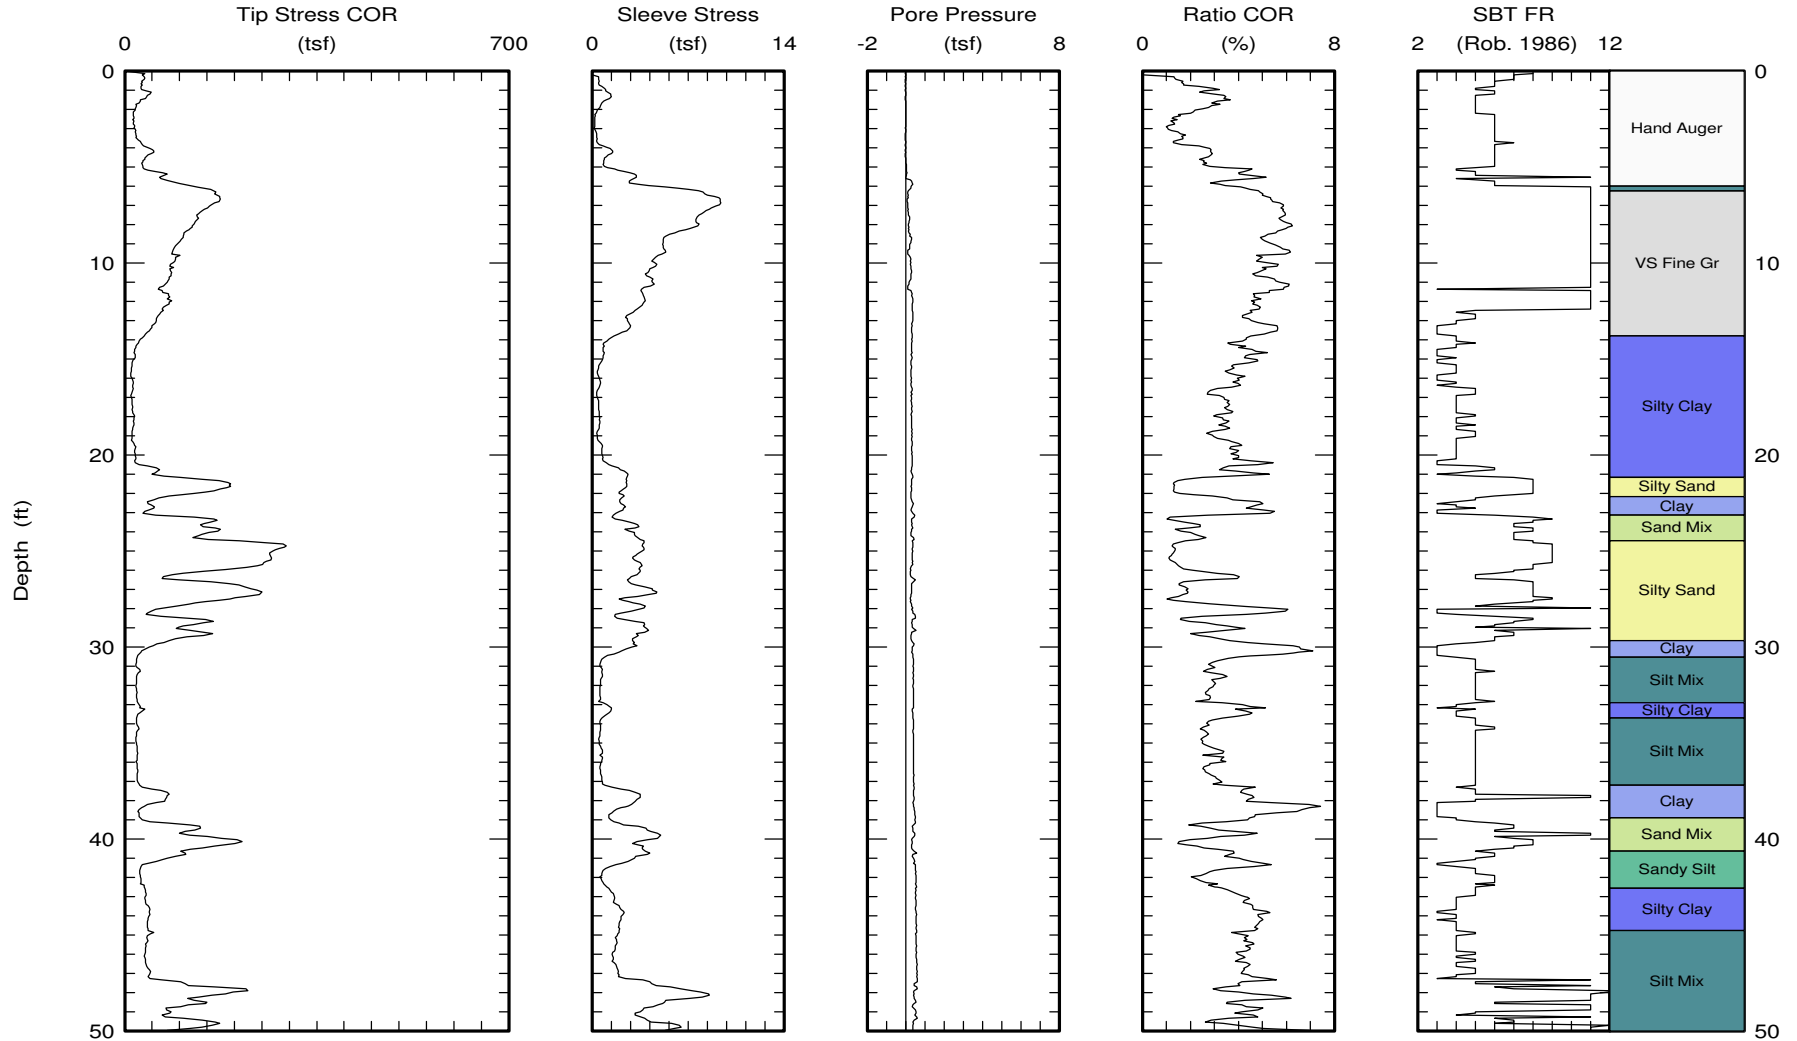 Tip Stress COR Sleeve Stress Pore Pressure Ratio COR SBT FR
0 (tsf) 700 0 (tsf) 14 -2 (tsf) 8 0 (%) 8 2 (Rob. 1986) 12
0 0
Hand Auger
10 VS Fine Gr 10
Silty Clay
20 20
Silty Sand
Clay
Sand Mix
Depth (ft)
Silty Sand
30 Clay 30
Silt Mix
Silty Clay
Silt Mix
Clay
40 Sand Mix 40
Sandy Silt
Silty Clay
Silt Mix
50 50